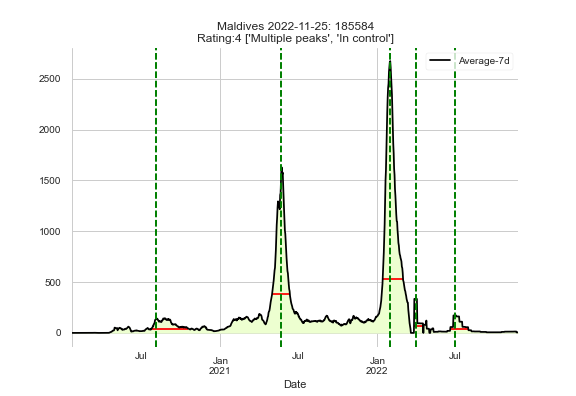 Maldives 2022-11-25: 185584
Rating:4 ['Multiple peaks', 'In control']
Average-7d
2500
2000
1500
1000
500
0
Jul
Jan
2021
Jul
Jan
2022
Jul
Date